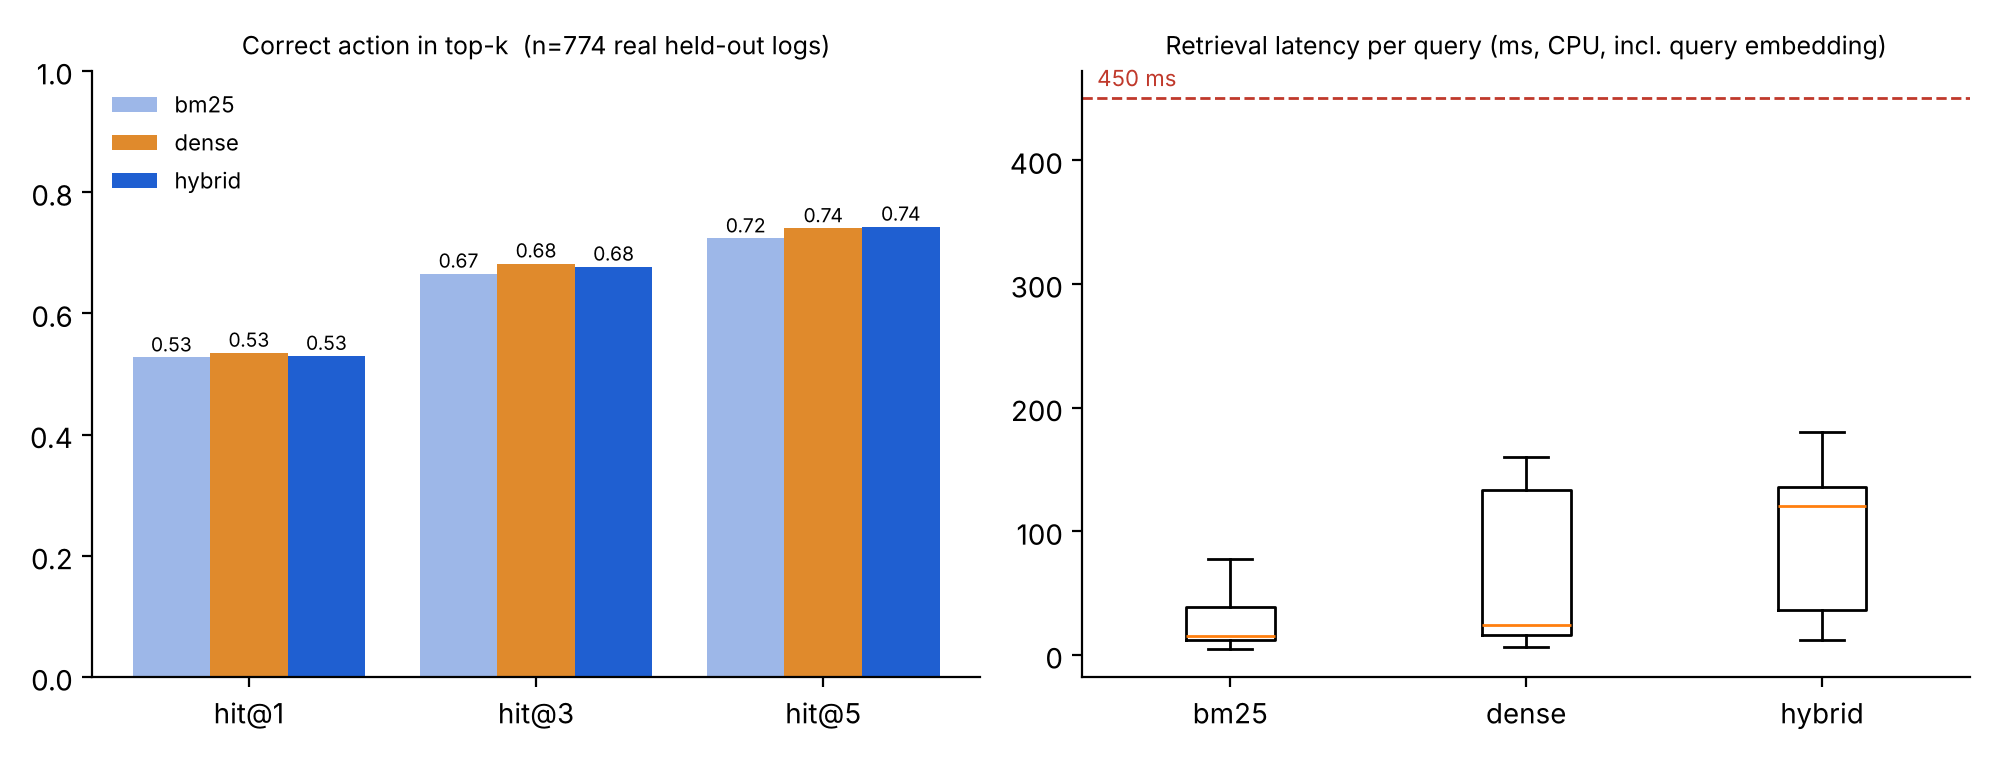 Correct action in top-k (n=774 real held-out logs)
1.0
0.8
0.6
0.4
0.2
0.0
bm25
dense
hybrid
0.53 0.53 0.53
0.67 0.68 0.68
0.72 0.74 0.74
hit@1 hit@3 hit@5
Retrieval latency per query (ms, CPU, incl. query embedding)
450 ms
400
300
200
100
0
bm25 dense hybrid